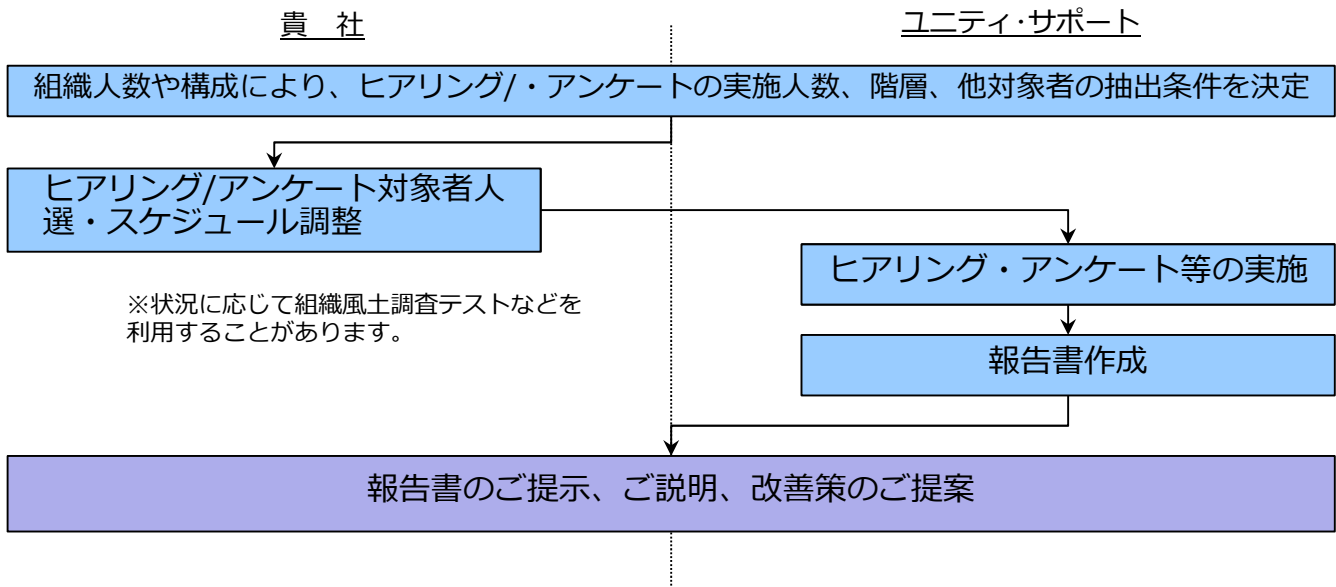 貴　社
ユニティ・サポート
組織人数や構成により、ヒアリング/・アンケートの実施人数、階層、他対象者の抽出条件を決定
ヒアリング/アンケート対象者人
選・スケジュール調整
ヒアリング・アンケート等の実施
※状況に応じて組織風土調査テストなどを
利用することがあります。
報告書作成
報告書のご提示、ご説明、改善策のご提案